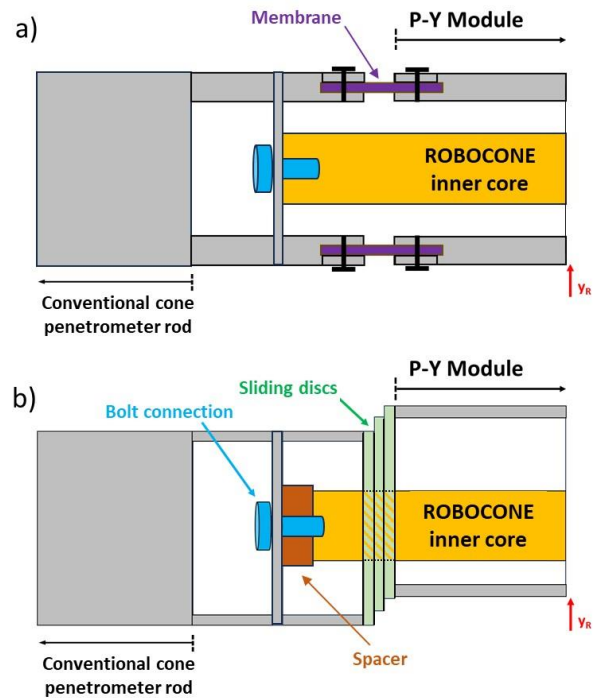 a)
Membrane
P-Y Module
ROBOCONE
inner core
Conventional cone
penetrometer rod
yR
b)
P-Y Module
Sliding discs
Bolt connection
ROBOCONE
inner core
Spacer
Conventional cone
penetrometer rod
yR